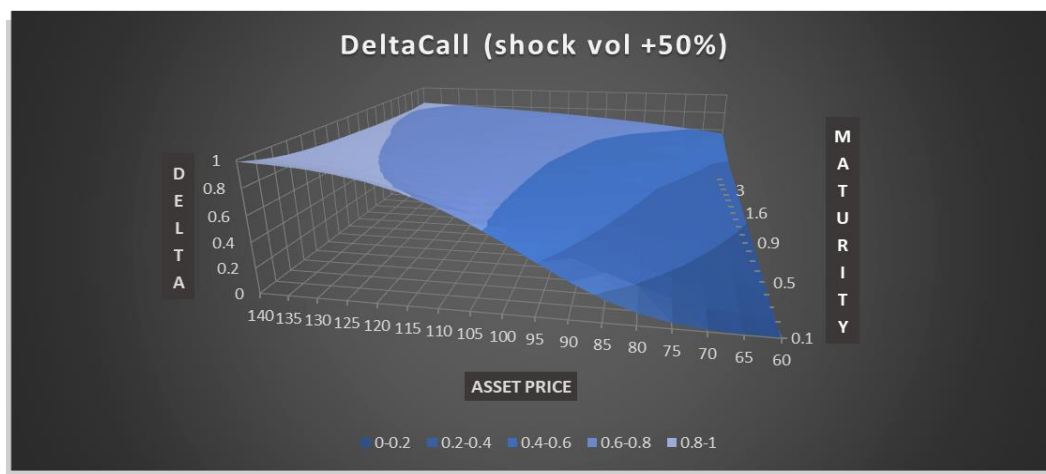 DeltaCall (shock vol +50%)
DELTA
1
0.8
0.6
0.4
0.2
0
140 135 130 125 120 115 110 105 100 95 90 85 80 75 70 65 60
ASSET PRICE
3
1.6
0.9
0.5
0.1
MATURITY
0-0.2 0.2-0.4 0.4-0.6 0.6-0.8 0.8-1